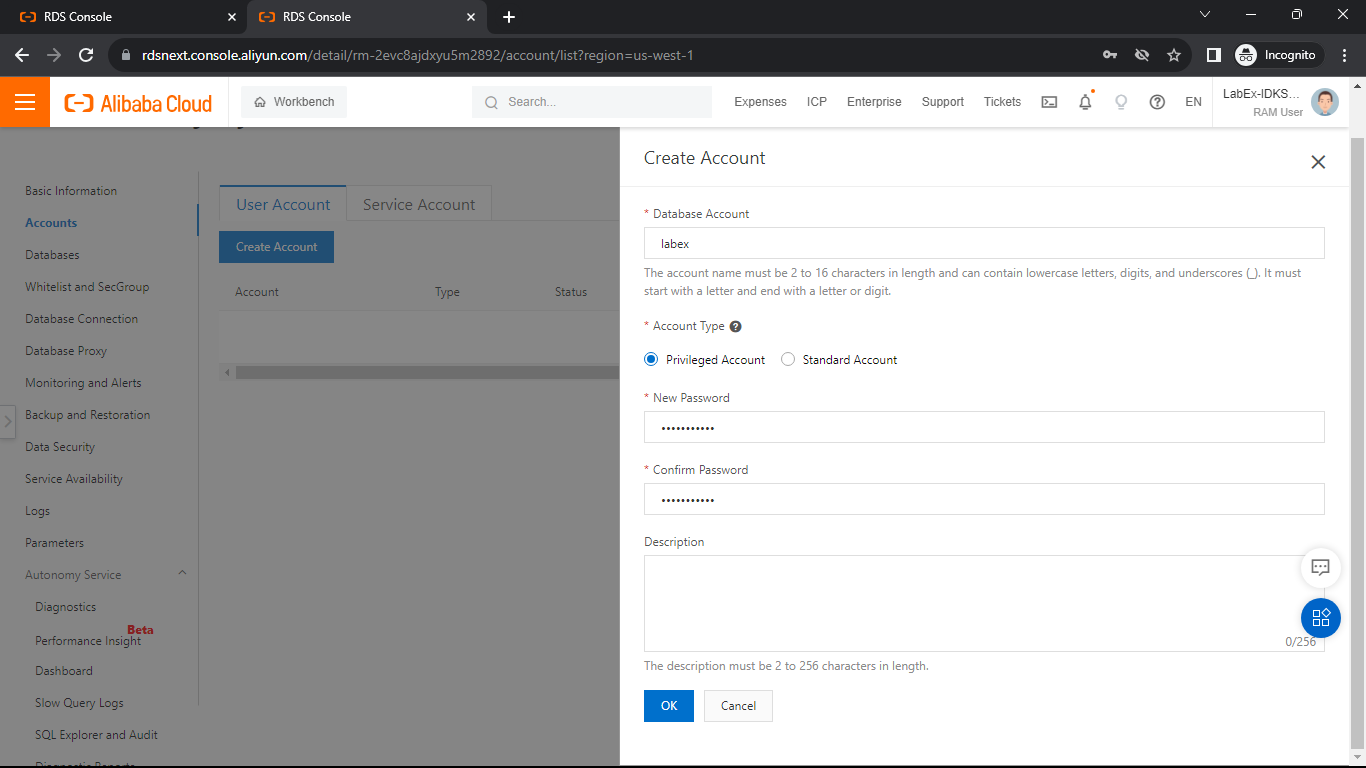 RDS Console
RDS Console
rdsnext.console.aliyun.com/detail/rm-2evc8ajdxyu5m2892/account/list?region=us-west-1
Incognito
Alibaba Cloud
Workbench
Search...
Expenses
ICP
Enterprise
Support
Tickets
EN
LabEx-IDKS...
RAM User
Basic Information
Accounts
Databases
Whitelist and SecGroup
Database Connection
Database Proxy
Monitoring and Alerts
Backup and Restoration
Data Security
Service Availability
Logs
Parameters
Autonomy Service
Diagnostics
Performance Insight
Beta
Dashboard
Slow Query Logs
SQL Explorer and Audit
User Account
Service Account
Create Account
Account Type Status
Create Account
* Database Account
labex
The account name must be 2 to 16 characters in length and can contain lowercase letters, digits, and underscores (_). It must
start with a letter and end with a letter or digit.
* Account Type
Privileged Account
Standard Account
* New Password
•••••••••••
* Confirm Password
•••••••••••
Description
0/256
The description must be 2 to 256 characters in length.
OK
Cancel